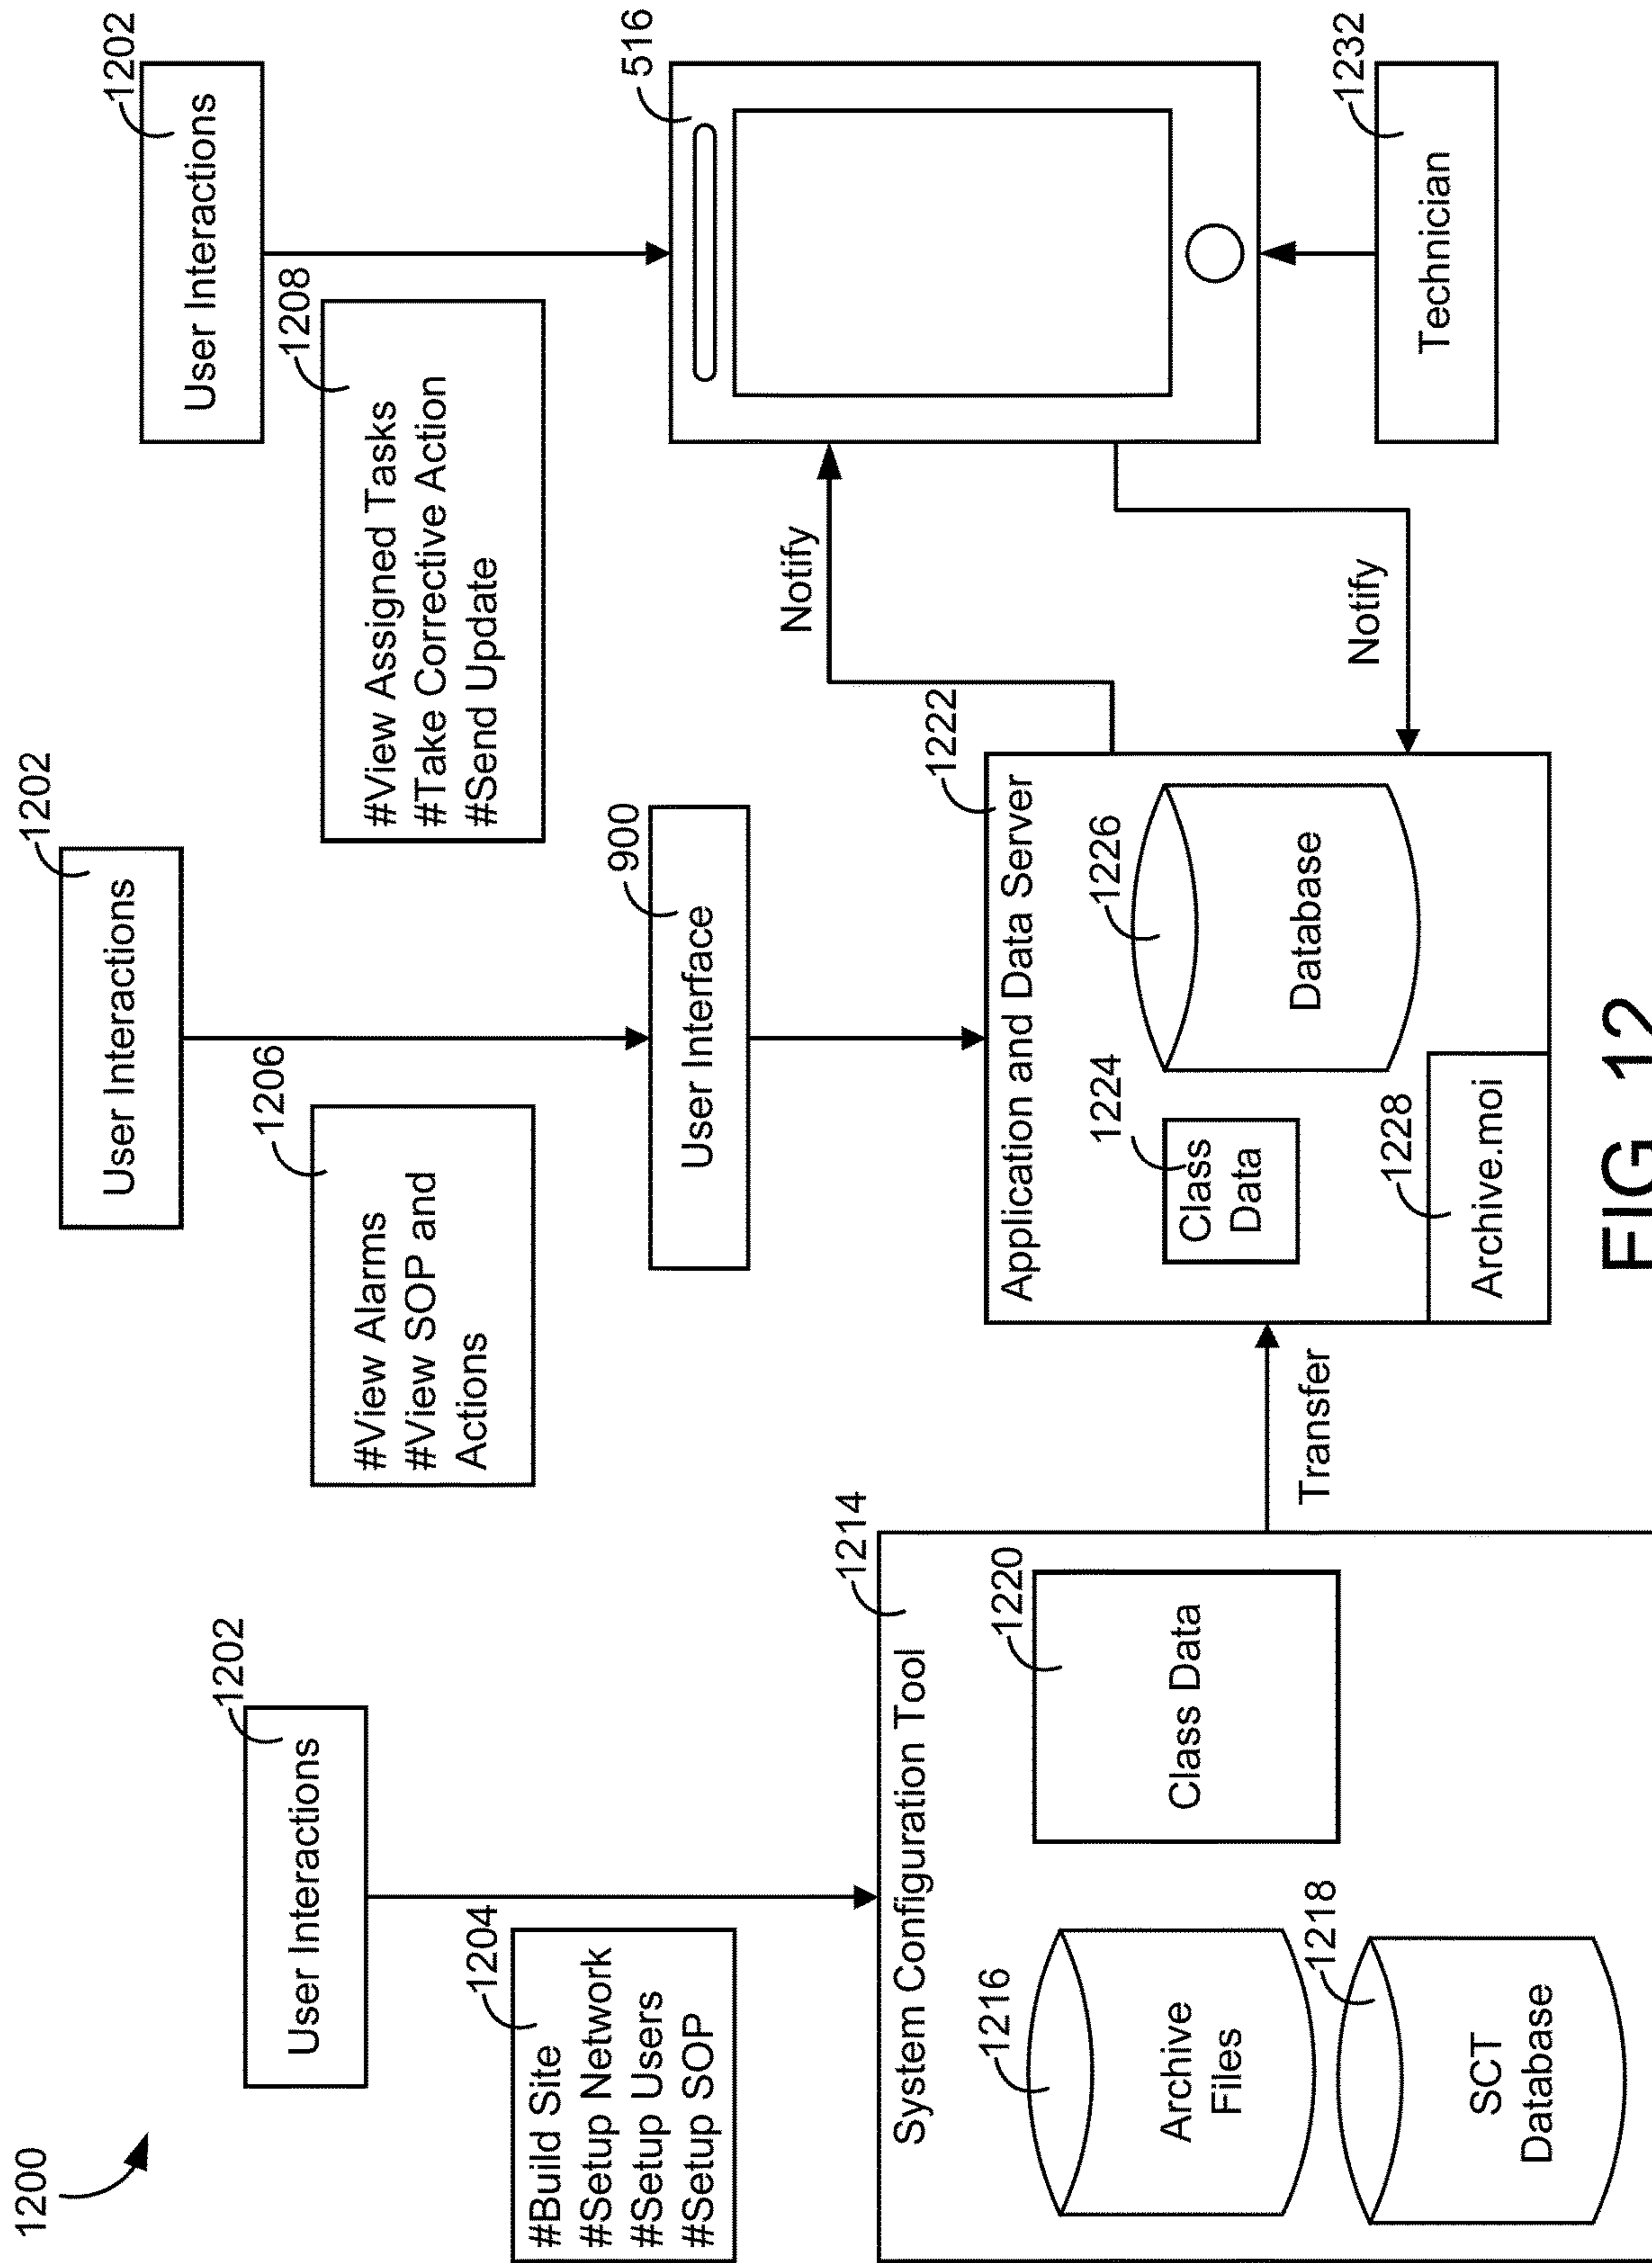 1200
1202
User Interactions
1204
#Build Site
#Setup Network
#Setup Users
#Setup SOP
1214
System Configuration Tool
1216
Archive
Files
1218
SCT
Database
1220
Class Data
Transfer
1202
User Interactions
1206
#View Alarms
#View SOP and
Actions
900
User Interface
1222
Application and Data Server
1224
Class
Data
1226
Database
1228
Archive.moi
Notify
Notify
1202
User Interactions
1208
#View Assigned Tasks
#Take Corrective Action
#Send Update
516
1232
Technician
FIG. 12